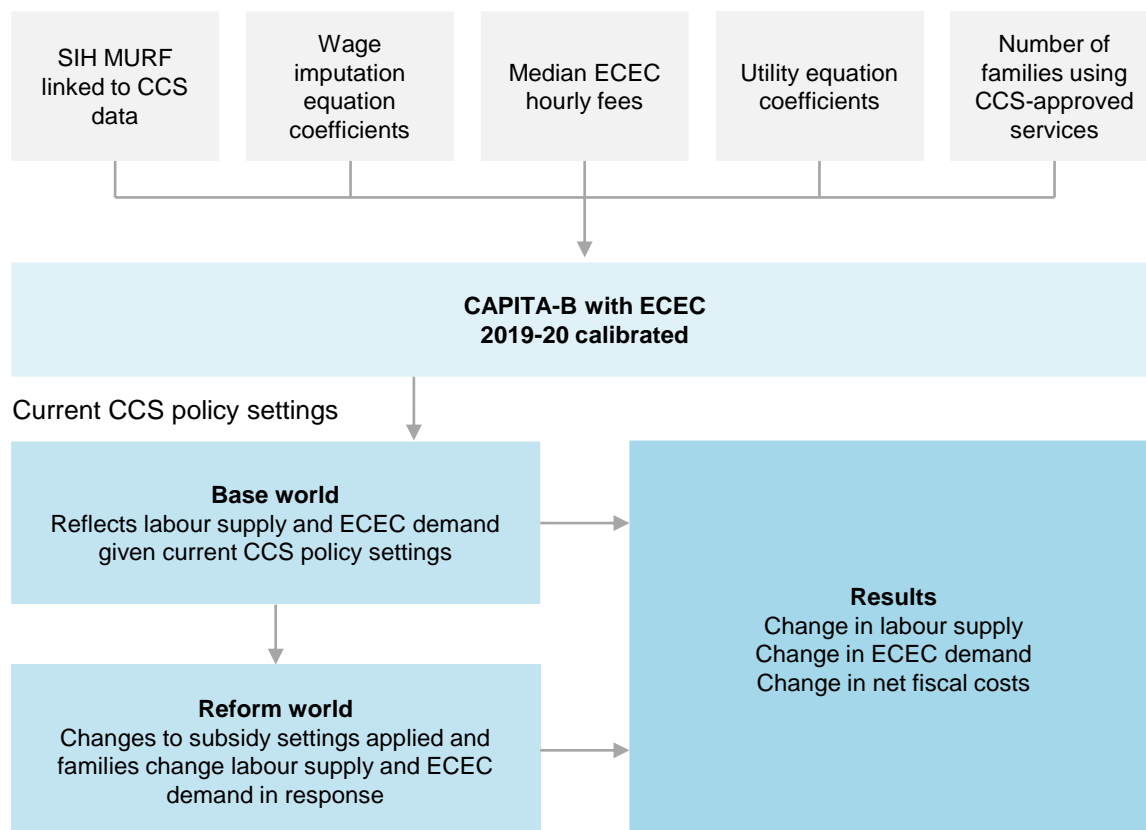 SIH MURF
linked to CCS
data
Wage
imputation
equation
coefficients
Median ECEC
hourly fees
Utility equation
coefficients
Number of
families using
CCS-approved
services
CAPITA-B with ECEC
2019-20 calibrated
Current CCS policy settings
Base world
Reflects labour supply and ECEC demand
given current CCS policy settings
Reform world
Changes to subsidy settings applied and
families change labour supply and ECEC
demand in response
Results
Change in labour supply
Change in ECEC demand
Change in net fiscal costs